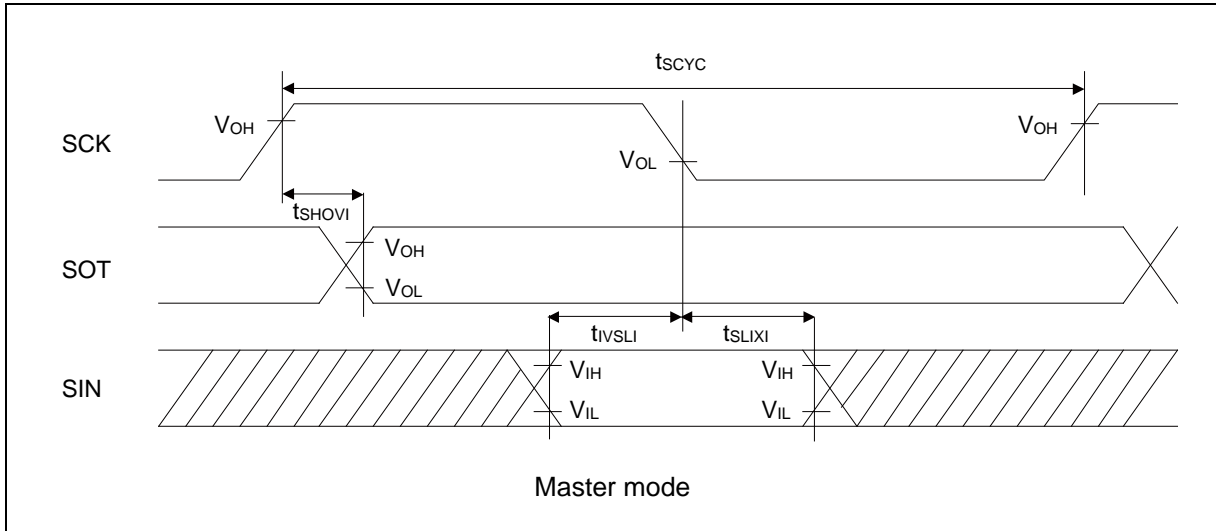 tSCYC
SCK
VOH
VOL
VOH
tSHOVI
SOT
VOH
VOL
tIVSLI
tSLIXI
SIN
VIH
VIL
VIH
VIL
Master mode